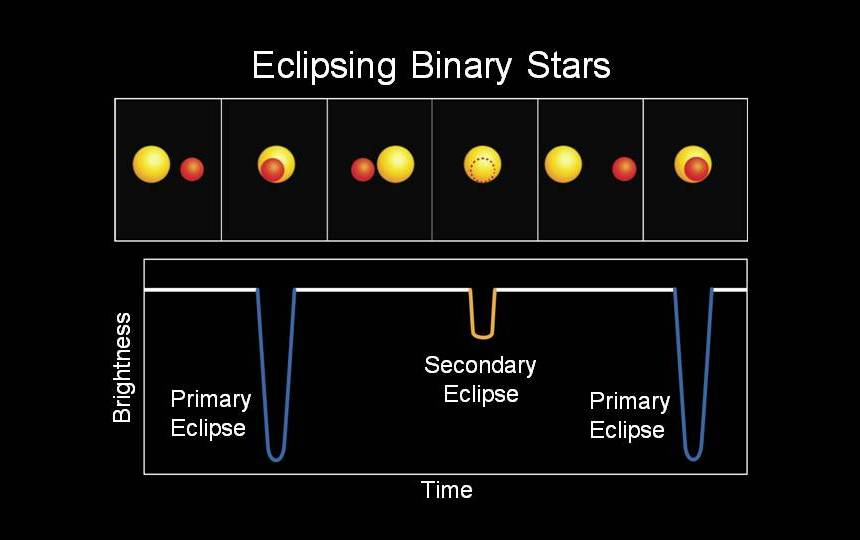 Eclipsing Binary Stars
Brightness
Primary
Eclipse
Secondary
Eclipse
Primary
Eclipse
Time